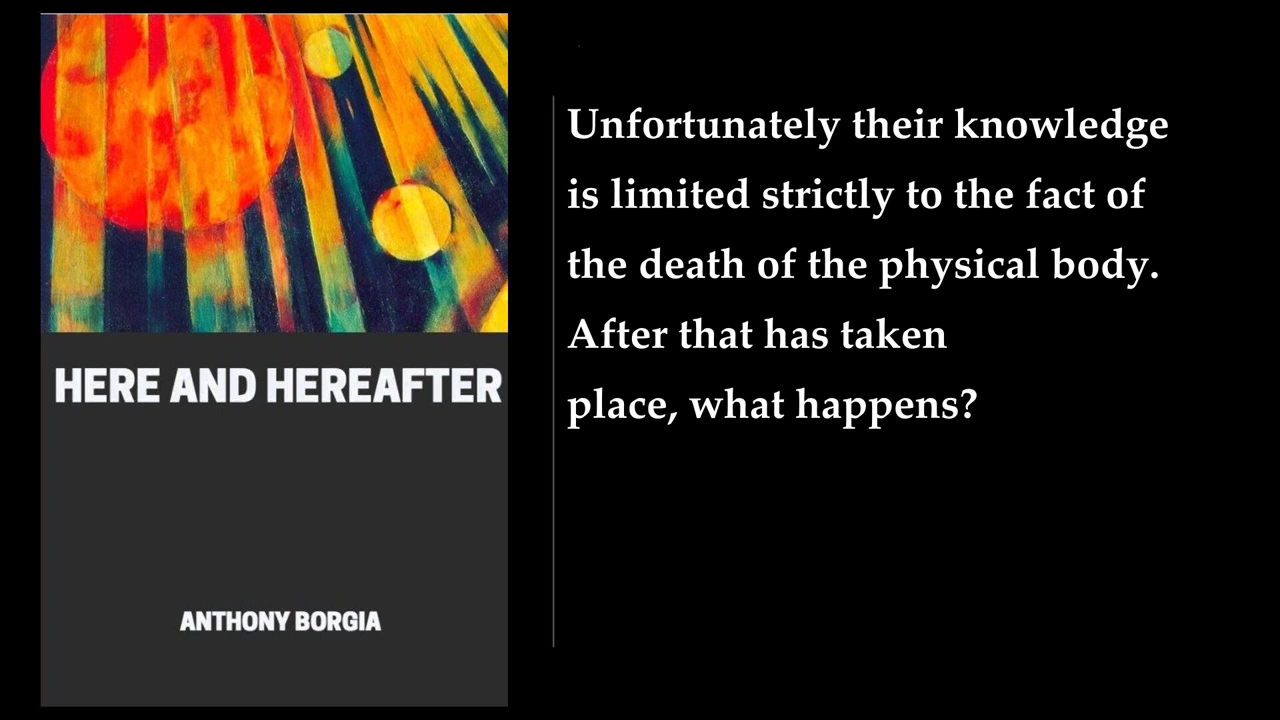 HERE AND HEREAFTER
ANTHONY BORGIA
Unfortunately their knowledge
is limited strictly to the fact of
the death of the physical body.
After that has taken
place, what happens?